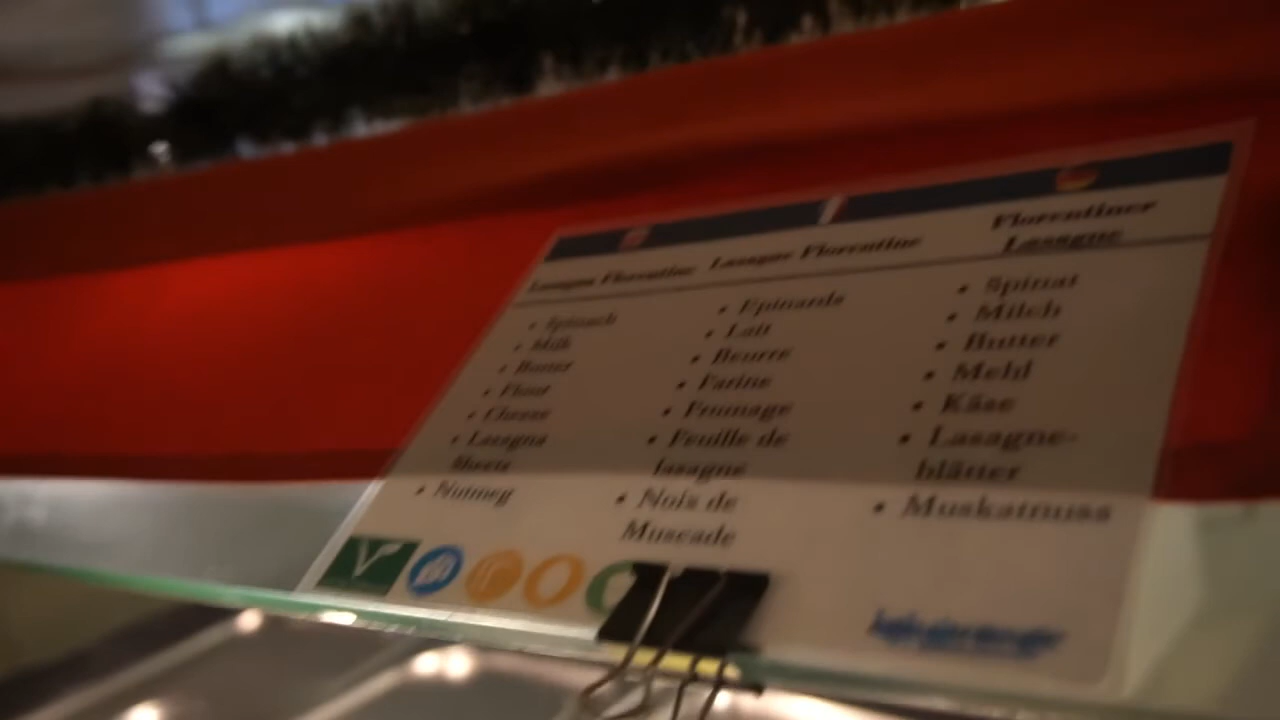 Lasagne Florentine
Spinach
Milk
Butter
Flour
Cheese
Lasagna
Sheets
Nutmeg
Lasagne Florentine
Epinards
Lait
Beurre
Farine
Fromage
Feuille de
lasagne
Noix de
Muscade
Florentiner
Lasagne
Spinat
Milch
Butter
Mehl
Käse
Lasagne-
blätter
Muskatnuss
V